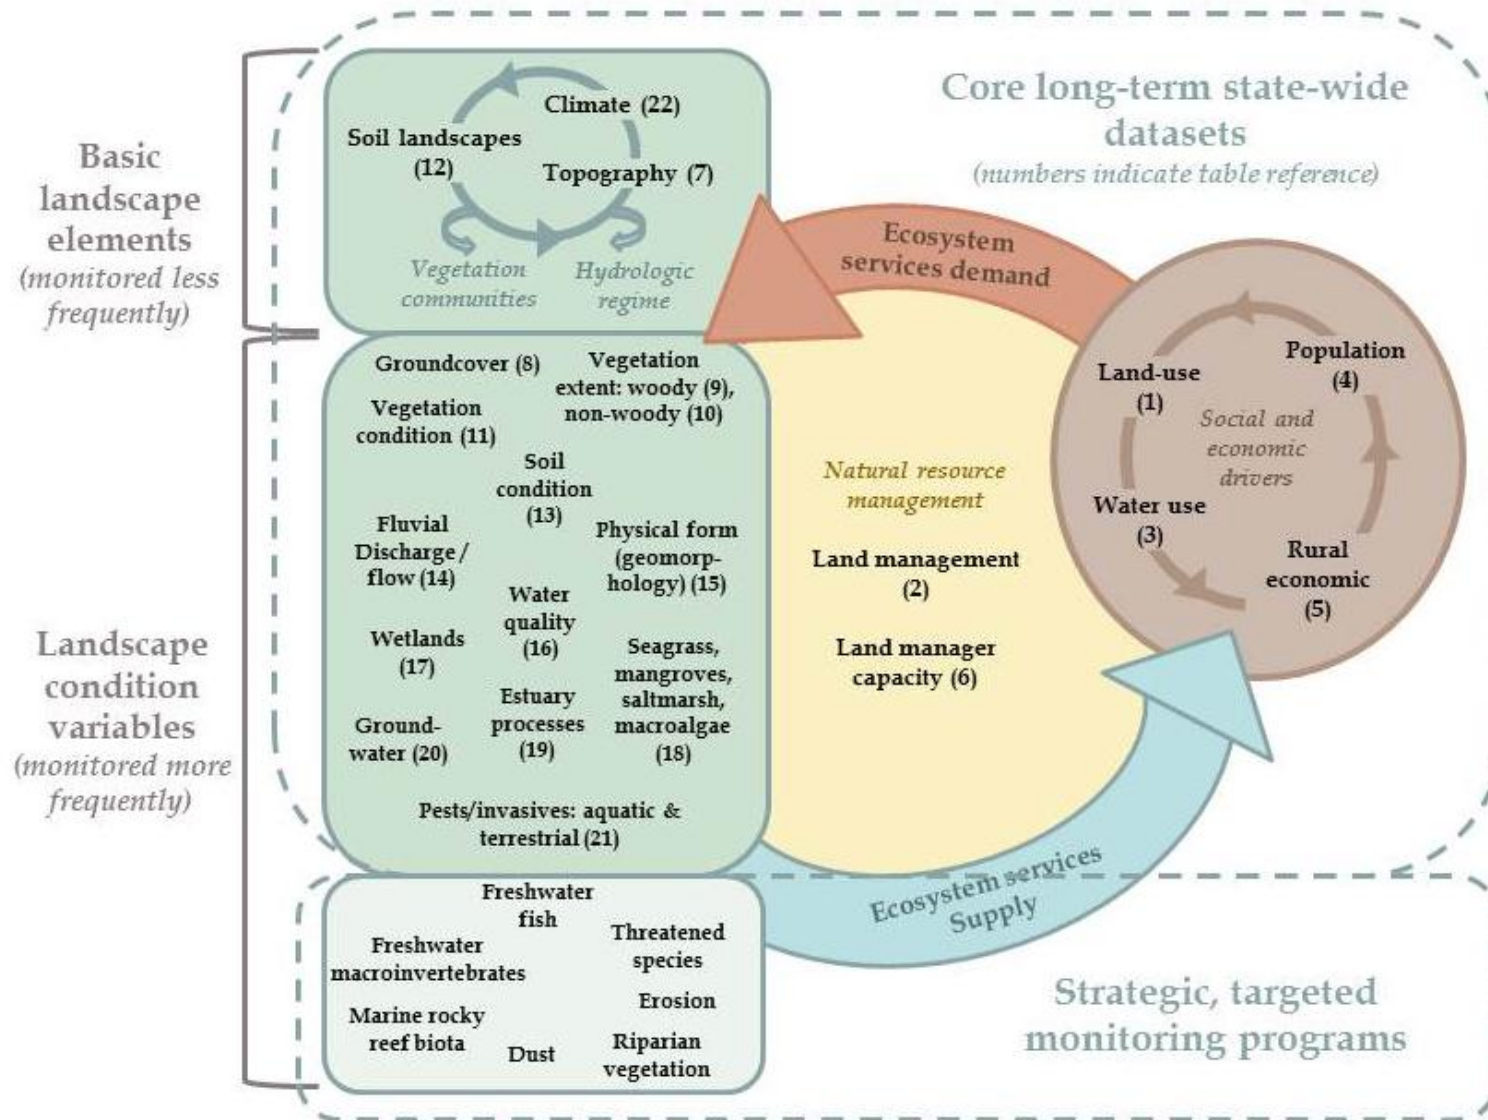 Basic
landscape
elements
(monitored less
frequently)
Landscape
condition
variables
(monitored more
frequently)
Climate (22)
Soil landscapes
(12)
Topography (7)
Vegetation
communities
Hydrologic
regime
Groundcover (8)
Vegetation
extent: woody (9),
non-woody (10)
Vegetation
condition (11)
Soil
condition
(13)
Fluvial
Discharge/
flow (14)
Physical form
(geomorp-
hology) (15)
Water
quality
(16)
Wetlands
(17)
Seagrass,
mangroves,
saltmarsh,
macroalgae
(18)
Estuary
processes
(19)
Ground-
water (20)
Pests/invasives: aquatic &
terrestrial (21)
Freshwater
fish
Freshwater
macroinvertebrates
Threatened
species
Erosion
Marine rocky
reef biota
Dust
Riparian
vegetation
Core long-term state-wide
datasets
(numbers indicate table reference)
Ecosystem
services demand
Natural resource
management
Land management
(2)
Land manager
capacity (6)
Population
(4)
Land-use
(1)
Social and
economic
drivers
Water use
(3)
Rural
economic
(5)
Ecosystem services
Supply
Strategic, targeted
monitoring programs